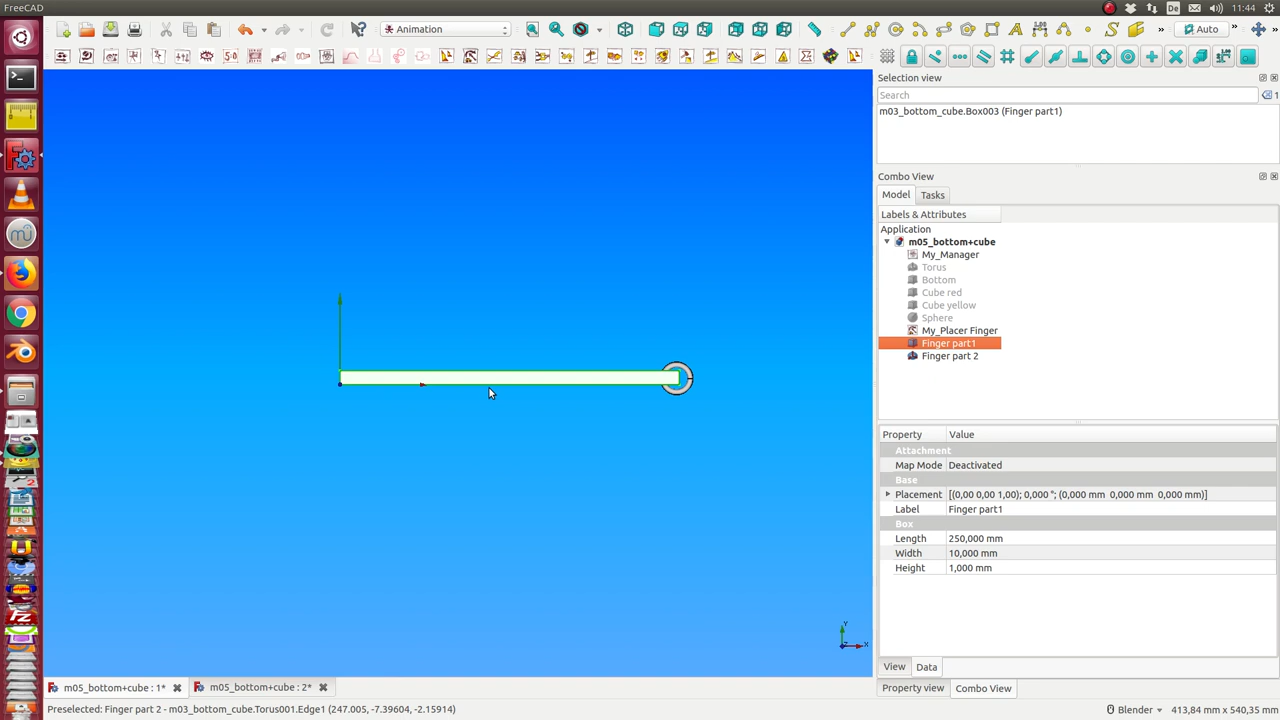 FreeCAD
De
11:44
Animation
Auto
Selection view
Search
1
m03_bottom_cube.Box003 (Finger part1)
Combo View
Model
Tasks
Labels & Attributes
Application
m05_bottom+cube
My_Manager
Torus
Bottom
Cube red
Cube yellow
Sphere
My_Placer Finger
Finger part1
Finger part 2
Property
Value
Attachment
Map Mode
Deactivated
Base
Placement
[(0,00 0,00 1,00); 0,000 °; (0,000 mm 0,000 mm 0,000 mm)]
Label
Finger part1
Box
Length
250,000 mm
Width
10,000 mm
Height
1,000 mm
Y
X
View
Data
m05_bottom+cube : 1*
m05_bottom+cube : 2*
Property view
Combo View
Preselected: Finger part 2 - m03_bottom_cube.Torus001.Edge1 (247.005, -7.39604, -2.15914)
Blender
413,84 mm x 540,35 mm